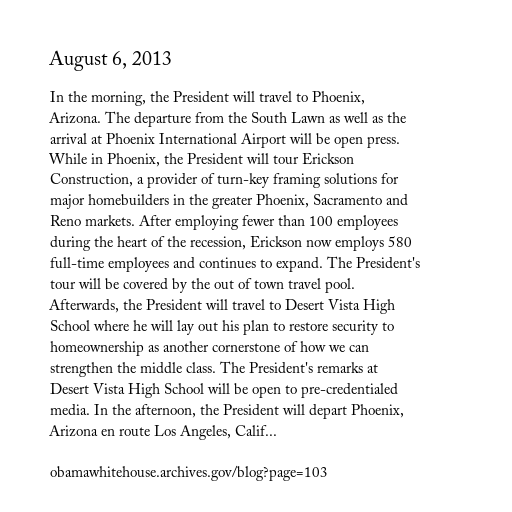 August 6, 2013
In the morning, the President will travel to Phoenix,
Arizona. The departure from the South Lawn as well as the
arrival at Phoenix International Airport will be open press.
While in Phoenix, the President will tour Erickson
Construction, a provider of turn-key framing solutions for
major homebuilders in the greater Phoenix, Sacramento and
Reno markets. After employing fewer than 100 employees
during the heart of the recession, Erickson now employs 580
full-time employees and continues to expand. The President's
tour will be covered by the out of town travel pool.
Afterwards, the President will travel to Desert Vista High
School where he will lay out his plan to restore security to
homeownership as another cornerstone of how we can
strengthen the middle class. The President's remarks at
Desert Vista High School will be open to pre-credentialed
media. In the afternoon, the President will depart Phoenix,
Arizona en route Los Angeles, Calif...
obamawhitehouse.archives.gov/blog?page=103